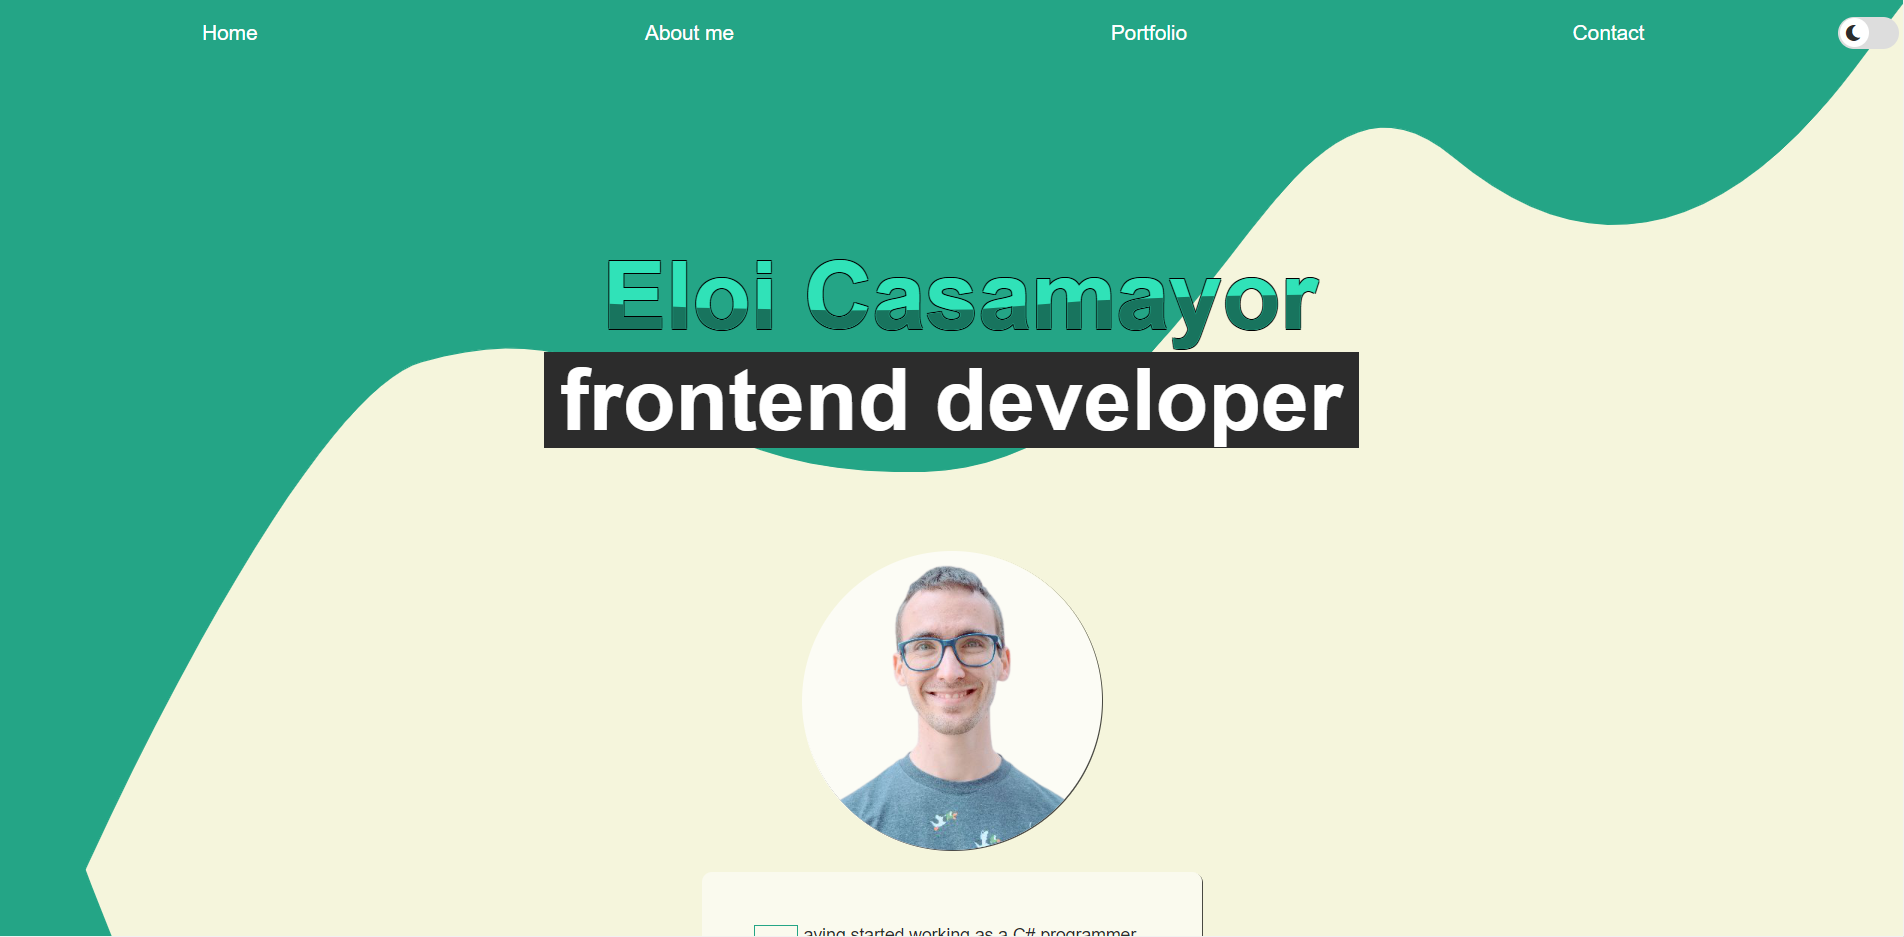 Home About me Portfolio Contact
Eloi Casamayor
frontend developer
aving started working as a C# programmer